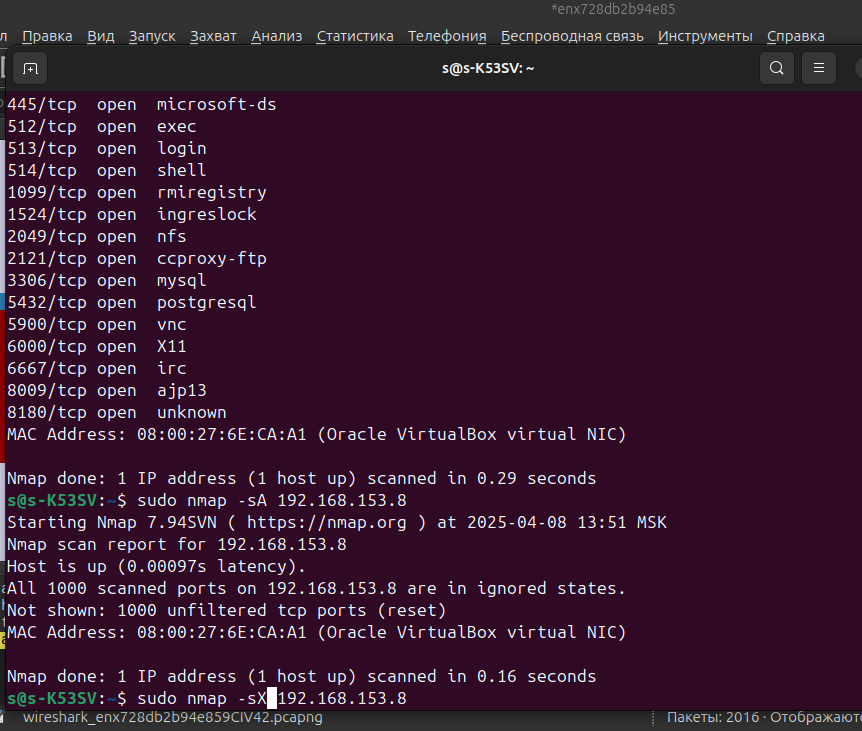 *enx728db2b94e85
Правка Вид Запуск Захват Анализ Статистика Телефония Беспроводная связь Инструменты Справка
s@s-K53SV: ~
445/tcp  open  microsoft-ds
512/tcp  open  exec
513/tcp  open  login
514/tcp  open  shell
1099/tcp open  rmiregistry
1524/tcp open  ingreslock
2049/tcp open  nfs
2121/tcp open  ccproxy-ftp
3306/tcp open  mysql
5432/tcp open  postgresql
5900/tcp open  vnc
6000/tcp open  X11
6667/tcp open  irc
8009/tcp open  ajp13
8180/tcp open  unknown
MAC Address: 08:00:27:6E:CA:A1 (Oracle VirtualBox virtual NIC)
Nmap done: 1 IP address (1 host up) scanned in 0.29 seconds
s@s-K53SV:~$ sudo nmap -sA 192.168.153.8
Starting Nmap 7.94SVN ( https://nmap.org ) at 2025-04-08 13:51 MSK
Nmap scan report for 192.168.153.8
Host is up (0.00097s latency).
All 1000 scanned ports on 192.168.153.8 are in ignored states.
Not shown: 1000 unfiltered tcp ports (reset)
MAC Address: 08:00:27:6E:CA:A1 (Oracle VirtualBox virtual NIC)
Nmap done: 1 IP address (1 host up) scanned in 0.16 seconds
s@s-K53SV:~$ sudo nmap -sX 192.168.153.8
wireshark_enx728db2b94e859CIV42.pcapng Пакеты: 2016 · Отображают